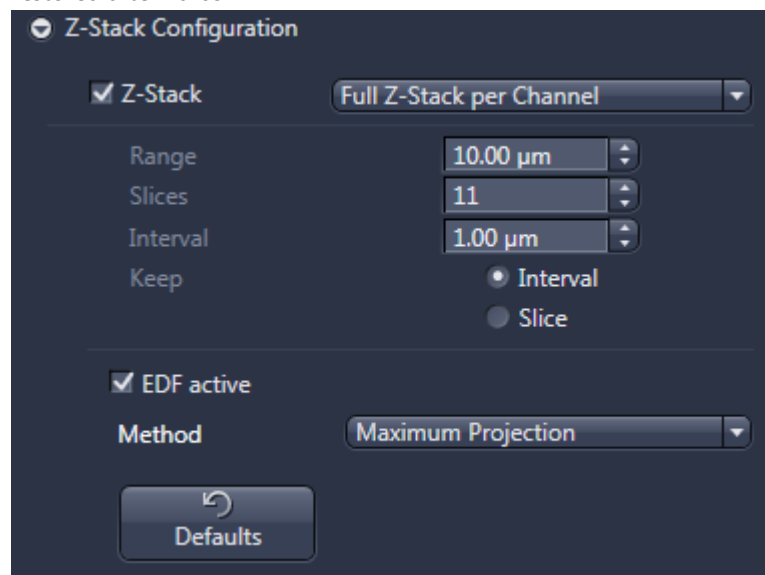 Z-Stack Configuration
Z-Stack Full Z-Stack per Channel
Range 10.00 µm
Slices 11
Interval 1.00 µm
Keep Interval
Slice
EDF active
Method Maximum Projection
Defaults